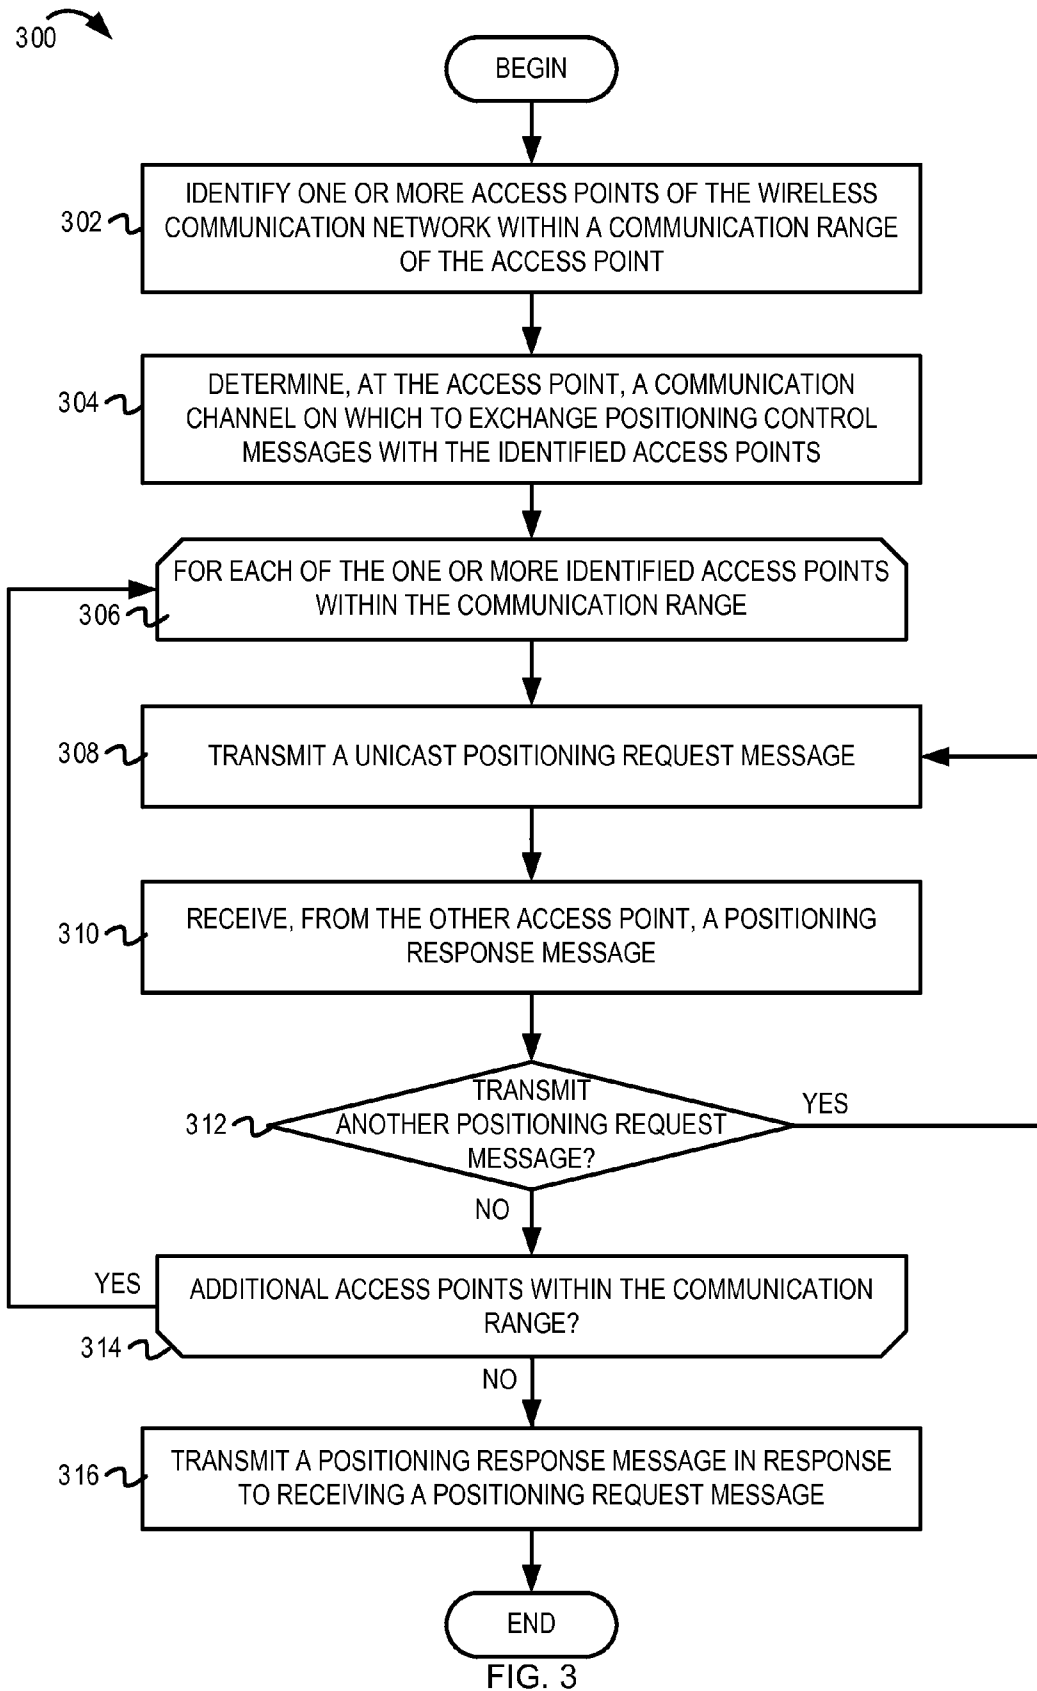 300
BEGIN
302
IDENTIFY ONE OR MORE ACCESS POINTS OF THE WIRELESS
COMMUNICATION NETWORK WITHIN A COMMUNICATION RANGE
OF THE ACCESS POINT
304
DETERMINE, AT THE ACCESS POINT, A COMMUNICATION
CHANNEL ON WHICH TO EXCHANGE POSITIONING CONTROL
MESSAGES WITH THE IDENTIFIED ACCESS POINTS
306
FOR EACH OF THE ONE OR MORE IDENTIFIED ACCESS POINTS
WITHIN THE COMMUNICATION RANGE
308
TRANSMIT A UNICAST POSITIONING REQUEST MESSAGE
310
RECEIVE, FROM THE OTHER ACCESS POINT, A POSITIONING
RESPONSE MESSAGE
312
TRANSMIT
ANOTHER POSITIONING REQUEST
MESSAGE?
YES
NO
YES
314
ADDITIONAL ACCESS POINTS WITHIN THE COMMUNICATION
RANGE?
NO
316
TRANSMIT A POSITIONING RESPONSE MESSAGE IN RESPONSE
TO RECEIVING A POSITIONING REQUEST MESSAGE
END
FIG. 3